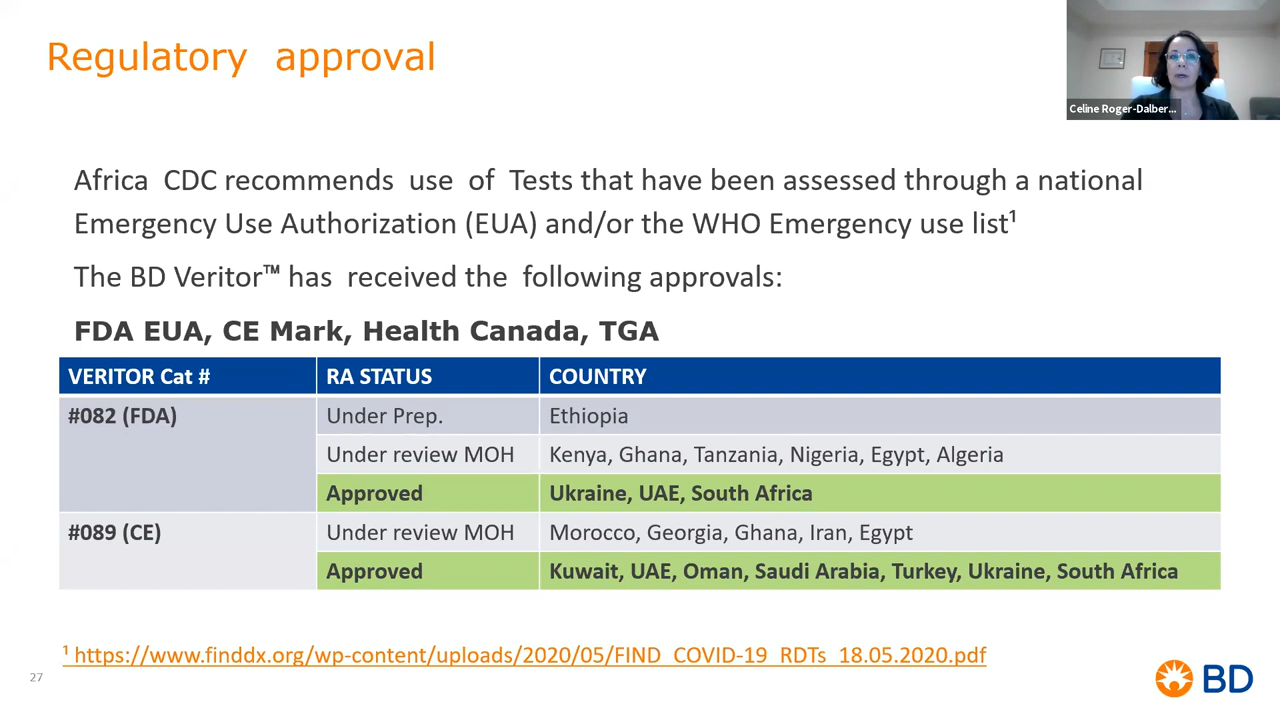 Regulatory approval
Celine Roger-Dalber...
Africa CDC recommends use of Tests that have been assessed through a national
Emergency Use Authorization (EUA) and/or the WHO Emergency use list¹
The BD Veritor™ has received the following approvals:
FDA EUA, CE Mark, Health Canada, TGA
VERITOR Cat # RA STATUS COUNTRY
#082 (FDA) Under Prep. Ethiopia
Under review MOH Kenya, Ghana, Tanzania, Nigeria, Egypt, Algeria
Approved Ukraine, UAE, South Africa
#089 (CE) Under review MOH Morocco, Georgia, Ghana, Iran, Egypt
Approved Kuwait, UAE, Oman, Saudi Arabia, Turkey, Ukraine, South Africa
¹ https://www.finddx.org/wp-content/uploads/2020/05/FIND_COVID-19_RDTs_18.05.2020.pdf
27
BD